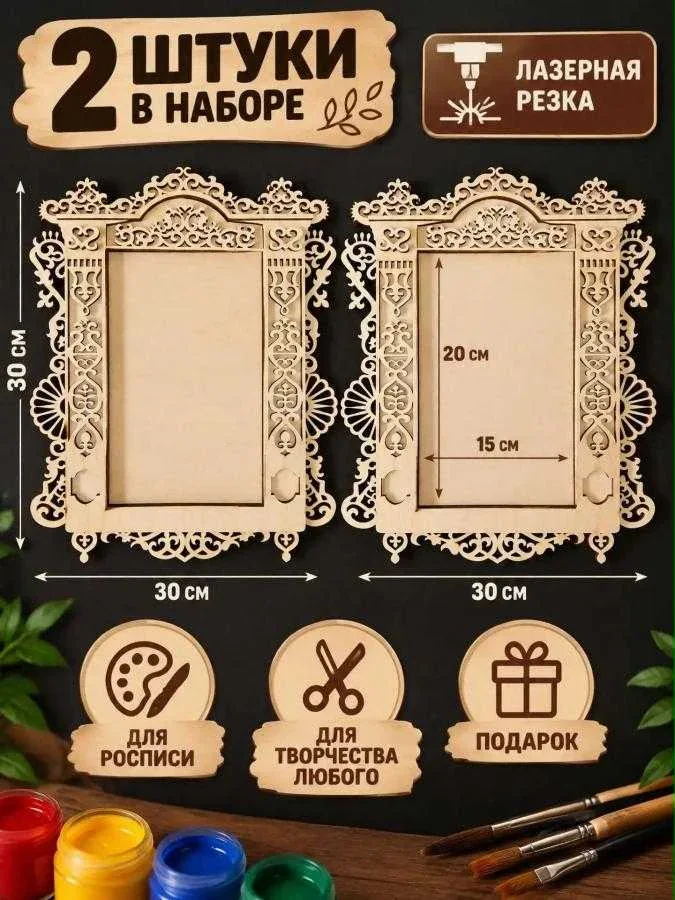 2 ШТУКИ
В НАБОРЕ
ЛАЗЕРНАЯ
РЕЗКА
30 см
20 см
15 см
30 см
30 см
ДЛЯ
РОСПИСИ
ДЛЯ
ТВОРЧЕСТВА
ЛЮБОГО
ПОДАРОК